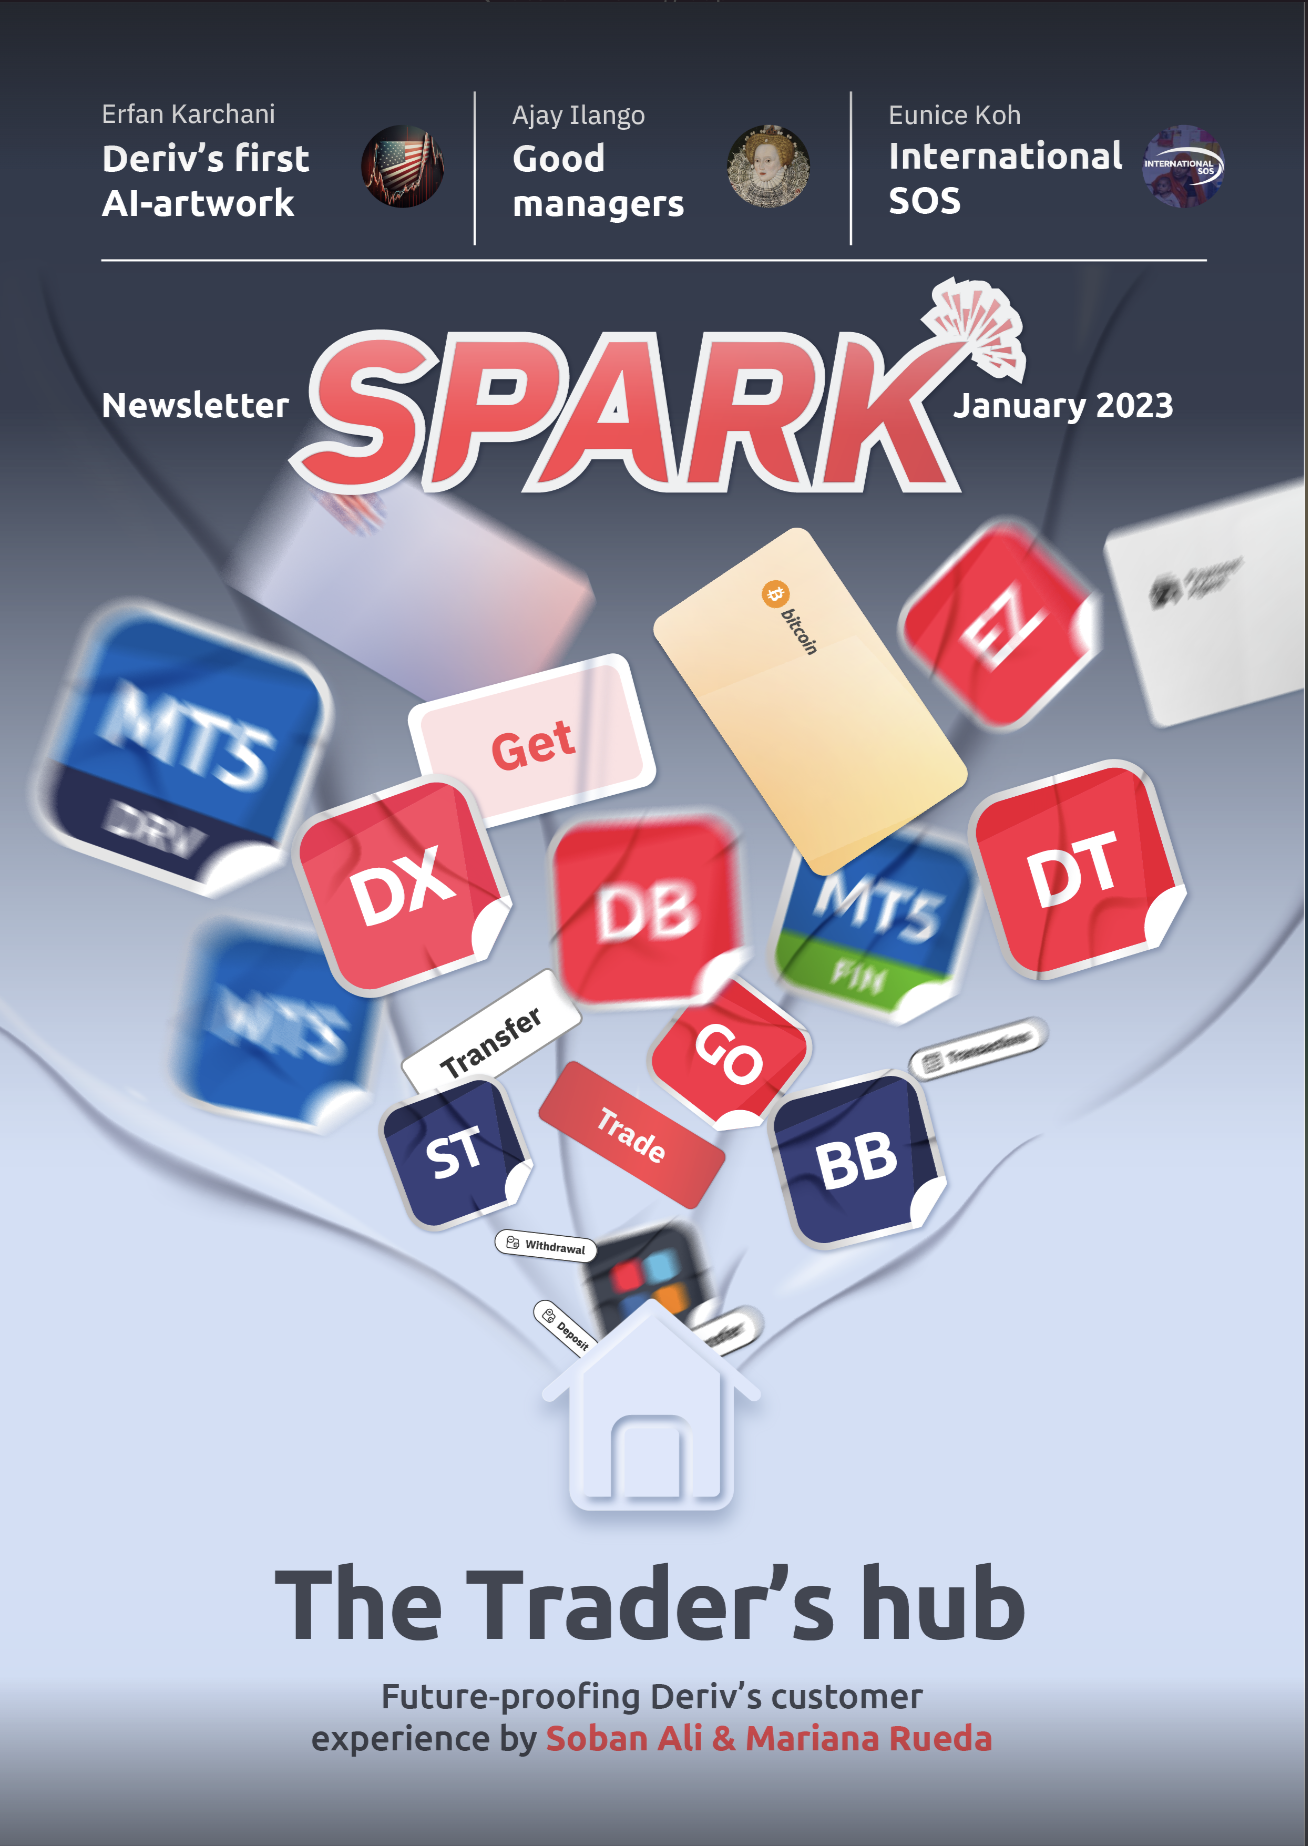 Erfan Karchani
Deriv's first
AI-artwork
Ajay Ilango
Good
managers
Eunice Koh
International
SOS
INTERNATIONAL
SOS
Newsletter
SPARK
January 2023
bitcoin
EZ
MT5
DRV
Get
DX
DB
MT5
FIN
DT
MT5
Transfer
GO
Transactions
ST
Trade
BB
Withdrawal
Deposit
The Trader's hub
Future-proofing Deriv's customer
experience by Soban Ali & Mariana Rueda